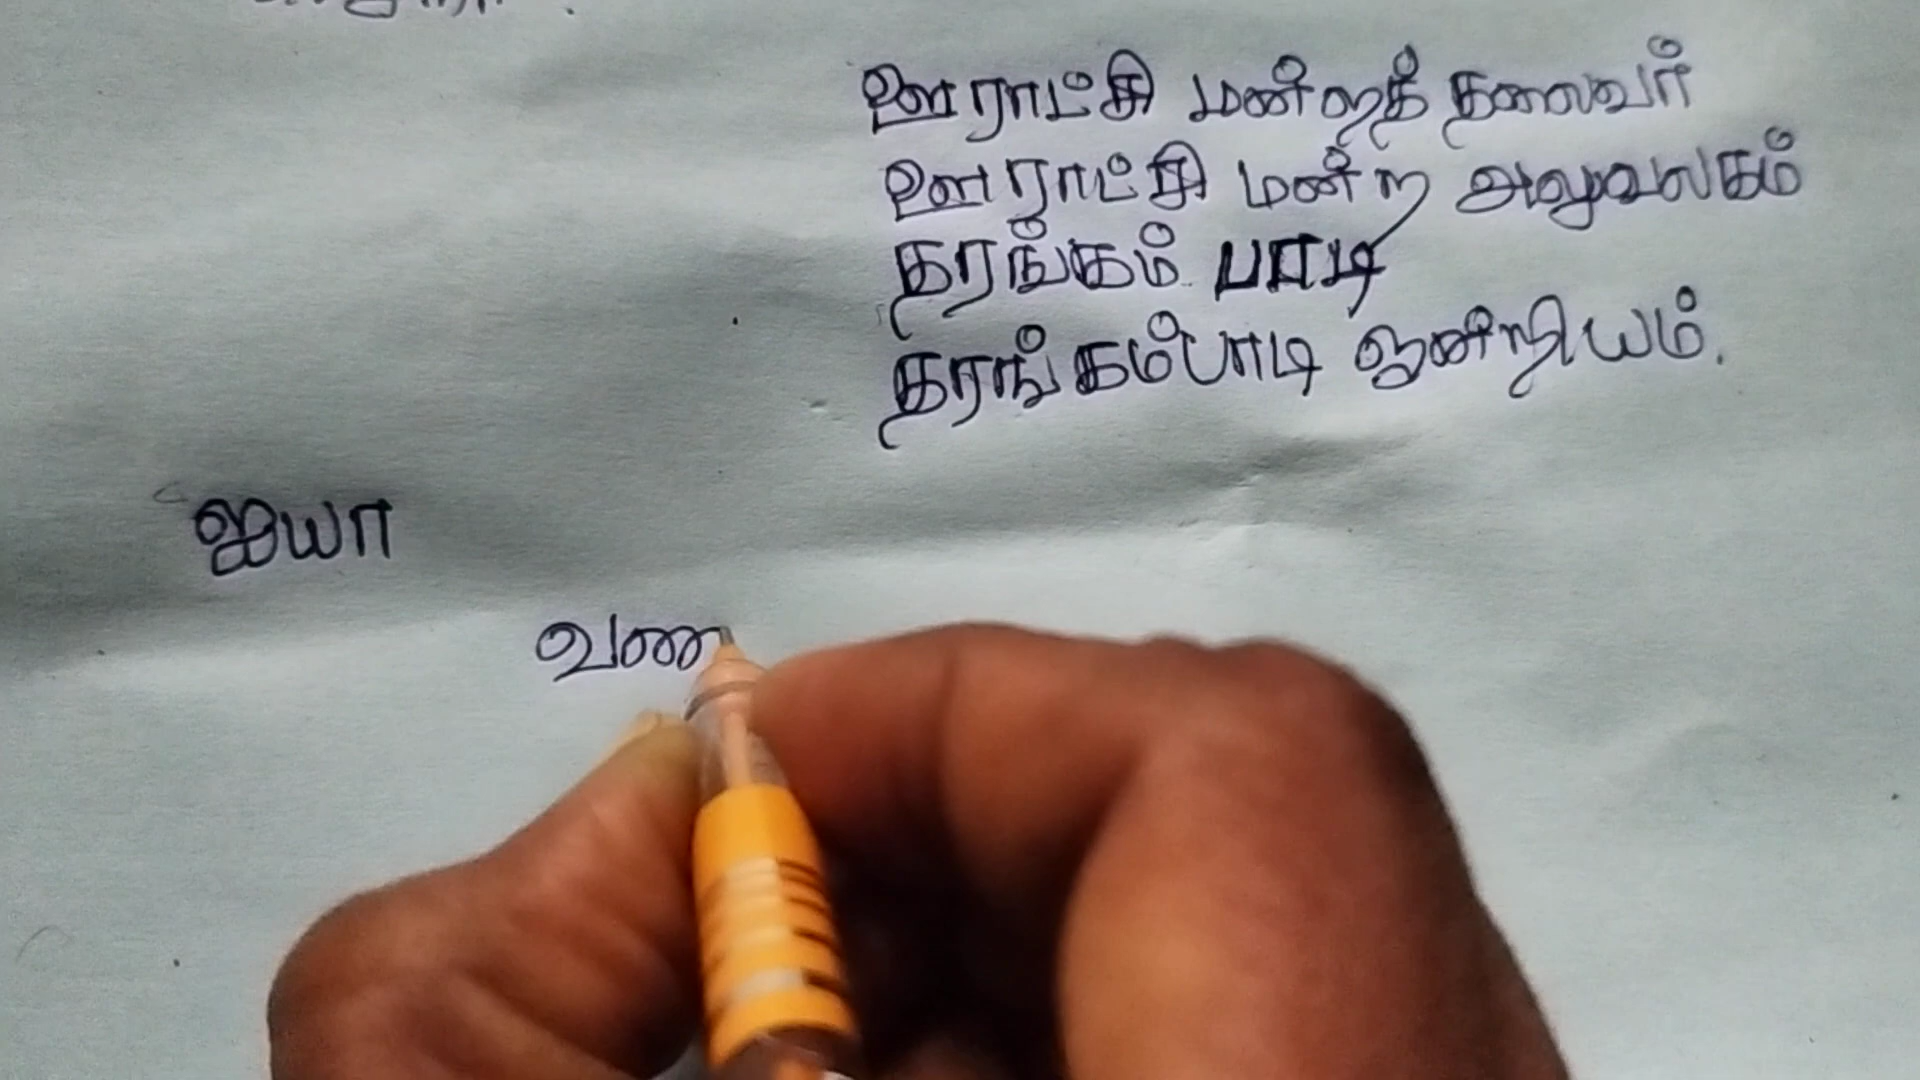 ஊராட்சி மன்றத் தலைவர்
ஊராட்சி மன்ற அலுவலகம்
தரங்கம் பாடி
தரங்கம்பாடி ஒன்றியம்.
ஐயா
வண